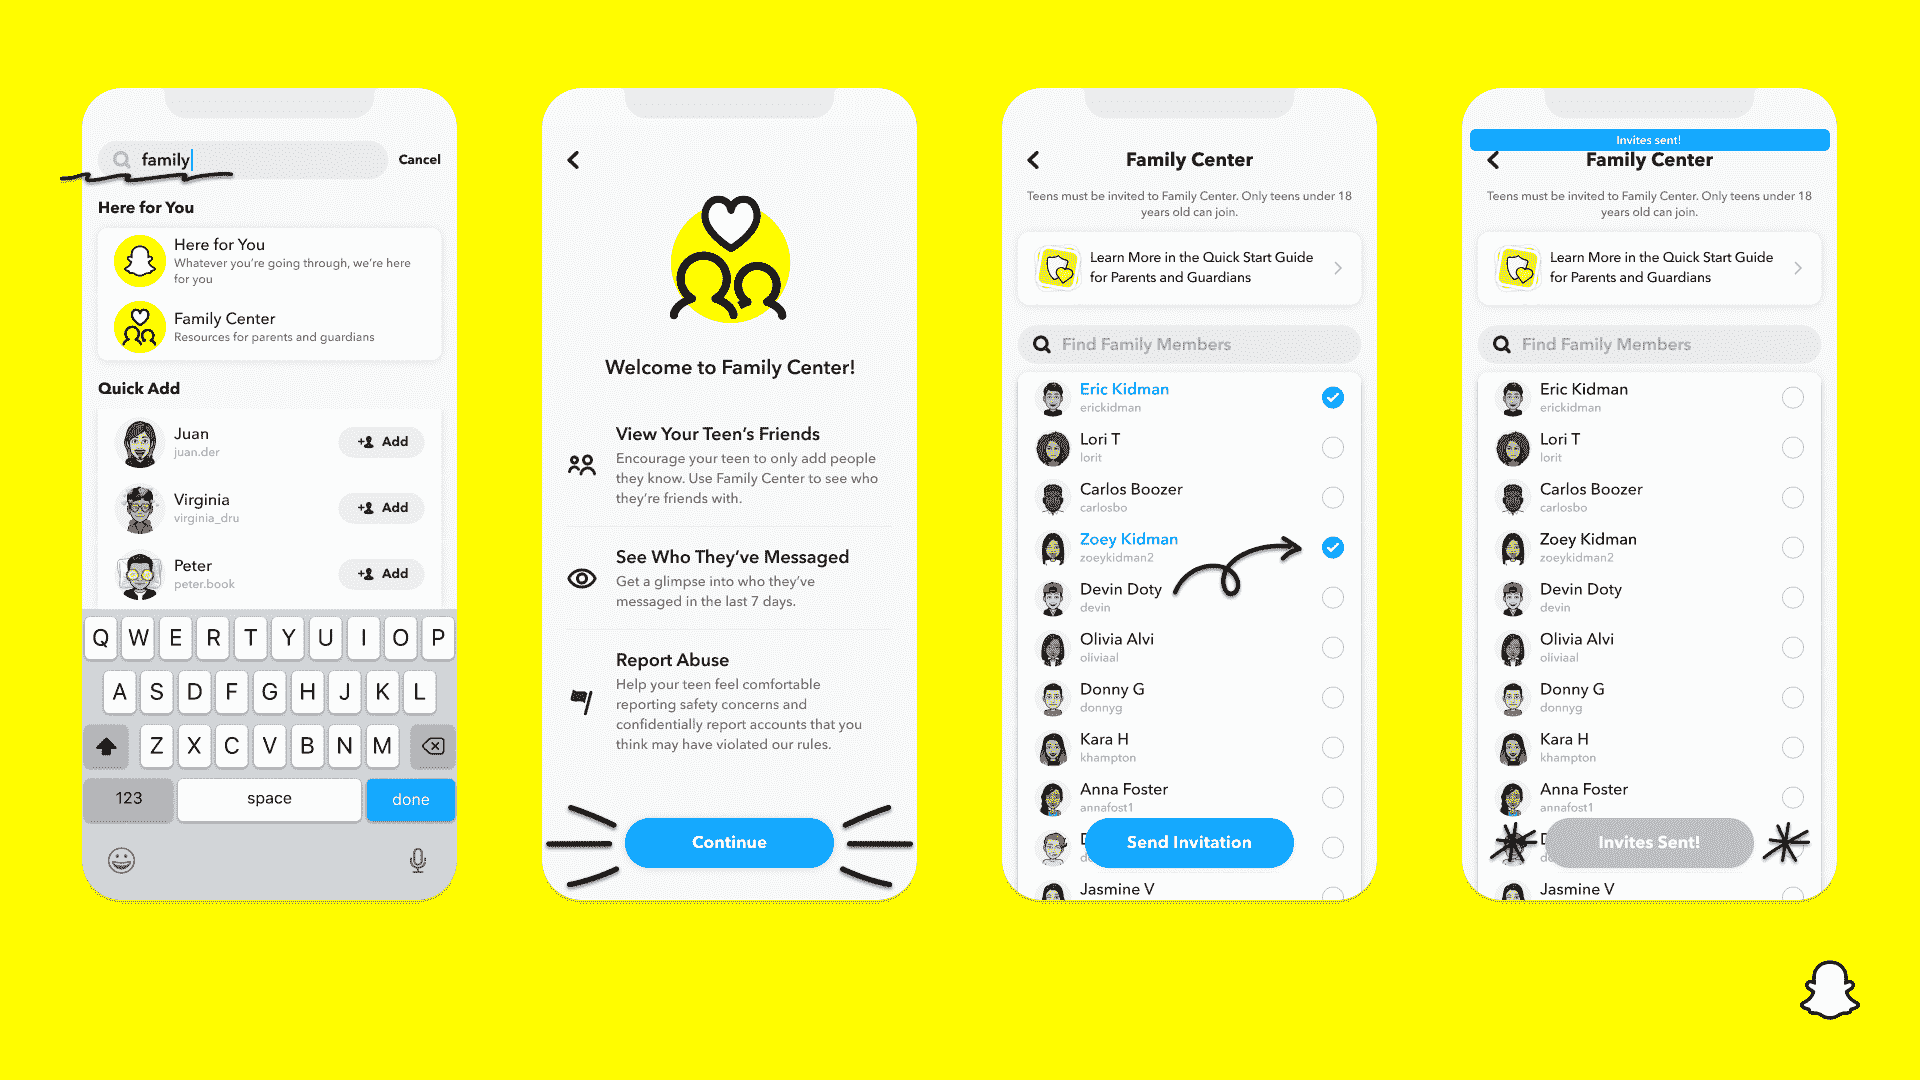 family
Cancel
Here for You
Here for You
Whatever you're going through, we're here
for you
Family Center
Resources for parents and guardians
Quick Add
Juan
juan.der
Add
Virginia
virginia_dru
Add
Peter
peter.book
Add
Q W E R T Y U I O P
A S D F G H J K L
Z X C V B N M
123
space
done
Welcome to Family Center!
View Your Teen's Friends
Encourage your teen to only add people
they know. Use Family Center to see who
they're friends with.
See Who They've Messaged
Get a glimpse into who they've
messaged in the last 7 days.
Report Abuse
Help your teen feel comfortable
reporting safety concerns and
confidentially report accounts that you
think may have violated our rules.
Continue
Family Center
Teens must be invited to Family Center. Only teens under 18
years old can join.
Learn More in the Quick Start Guide
for Parents and Guardians
Find Family Members
Eric Kidman
erickidman
Lori T
lorit
Carlos Boozer
carlosbo
Zoey Kidman
zoeykidman2
Devin Doty
devin
Olivia Alvi
oliviaal
Donny G
donnyg
Kara H
khampton
Anna Foster
annafost1
Send Invitation
Jasmine V
Invites sent!
Family Center
Teens must be invited to Family Center. Only teens under 18
years old can join.
Learn More in the Quick Start Guide
for Parents and Guardians
Find Family Members
Eric Kidman
erickidman
Lori T
lorit
Carlos Boozer
carlosbo
Zoey Kidman
zoeykidman2
Devin Doty
devin
Olivia Alvi
oliviaal
Donny G
donnyg
Kara H
khampton
Anna Foster
annafost1
Invites Sent!
Jasmine V